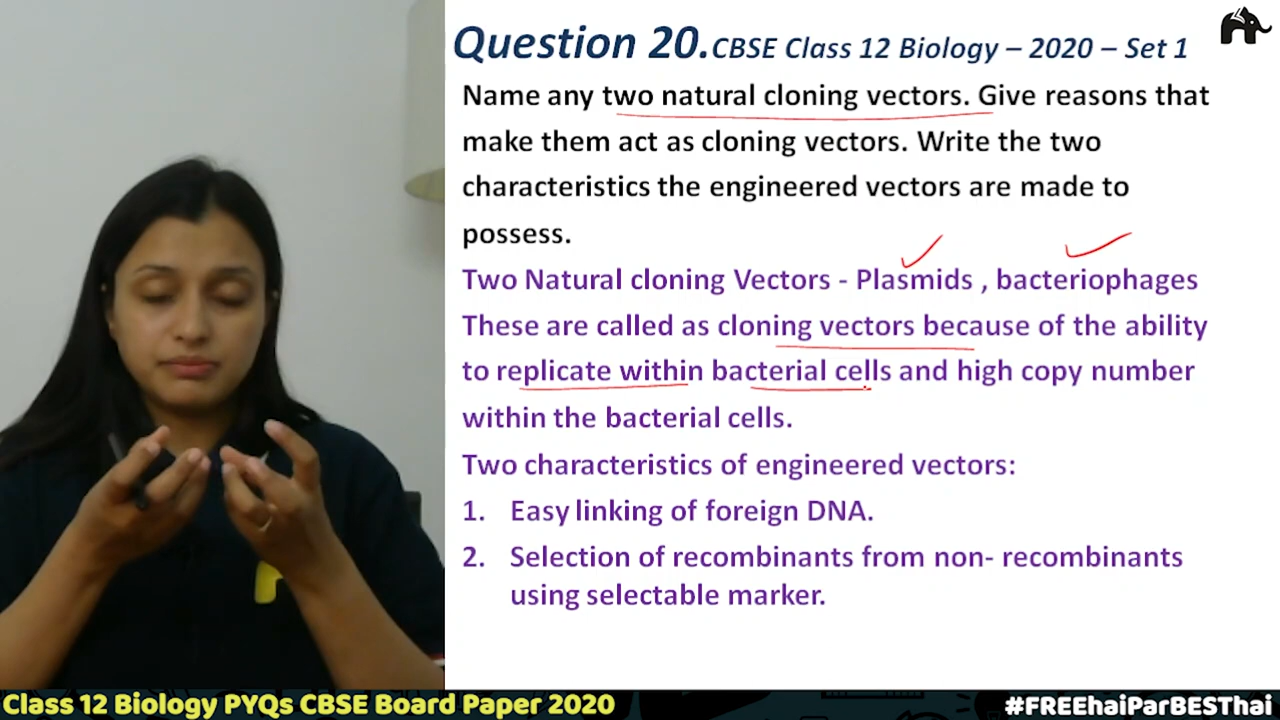 Question 20.CBSE Class 12 Biology – 2020 – Set 1
Name any two natural cloning vectors. Give reasons that
make them act as cloning vectors. Write the two
characteristics the engineered vectors are made to
possess.
Two Natural cloning Vectors - Plasmids , bacteriophages
These are called as cloning vectors because of the ability
to replicate within bacterial cells and high copy number
within the bacterial cells.
Two characteristics of engineered vectors:
1. Easy linking of foreign DNA.
2. Selection of recombinants from non- recombinants
using selectable marker.
Class 12 Biology PYQs CBSE Board Paper 2020
#FREEhaiParBESThai